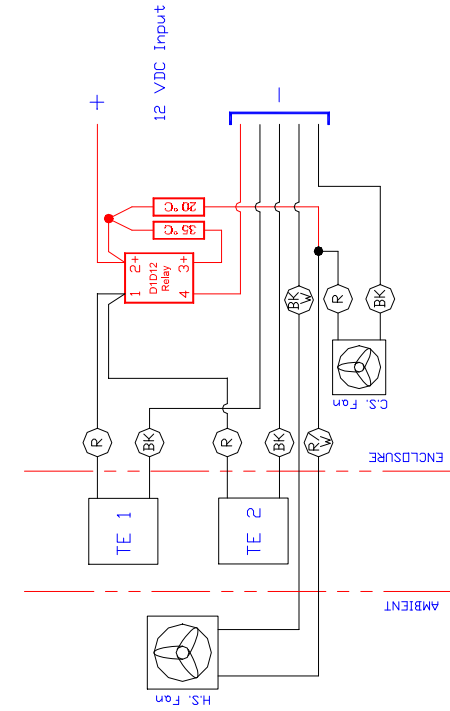 12 VDC Input
+
−
20°C
35°C
2+
3+
D1D12
Relay
1
4
BK
W
R
BK
C.S. Fan
R
BK
R
BK
R/W
ENCLOSURE
TE 1
TE 2
AMBIENT
H.S. Fan